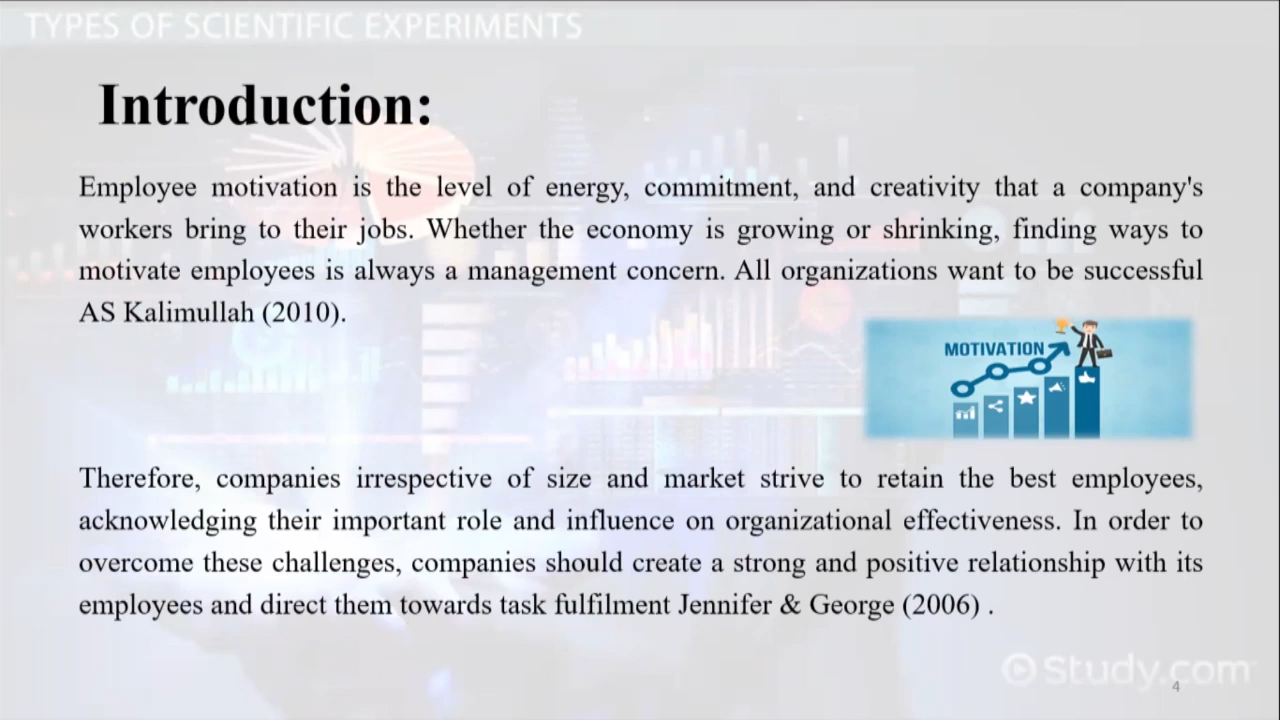 TYPES OF SCIENTIFIC EXPERIMENTS
Introduction:
Employee motivation is the level of energy, commitment, and creativity that a company's
workers bring to their jobs. Whether the economy is growing or shrinking, finding ways to
motivate employees is always a management concern. All organizations want to be successful
AS Kalimullah (2010).
MOTIVATION
Therefore, companies irrespective of size and market strive to retain the best employees,
acknowledging their important role and influence on organizational effectiveness. In order to
overcome these challenges, companies should create a strong and positive relationship with its
employees and direct them towards task fulfilment Jennifer & George (2006) .
Study.com
4